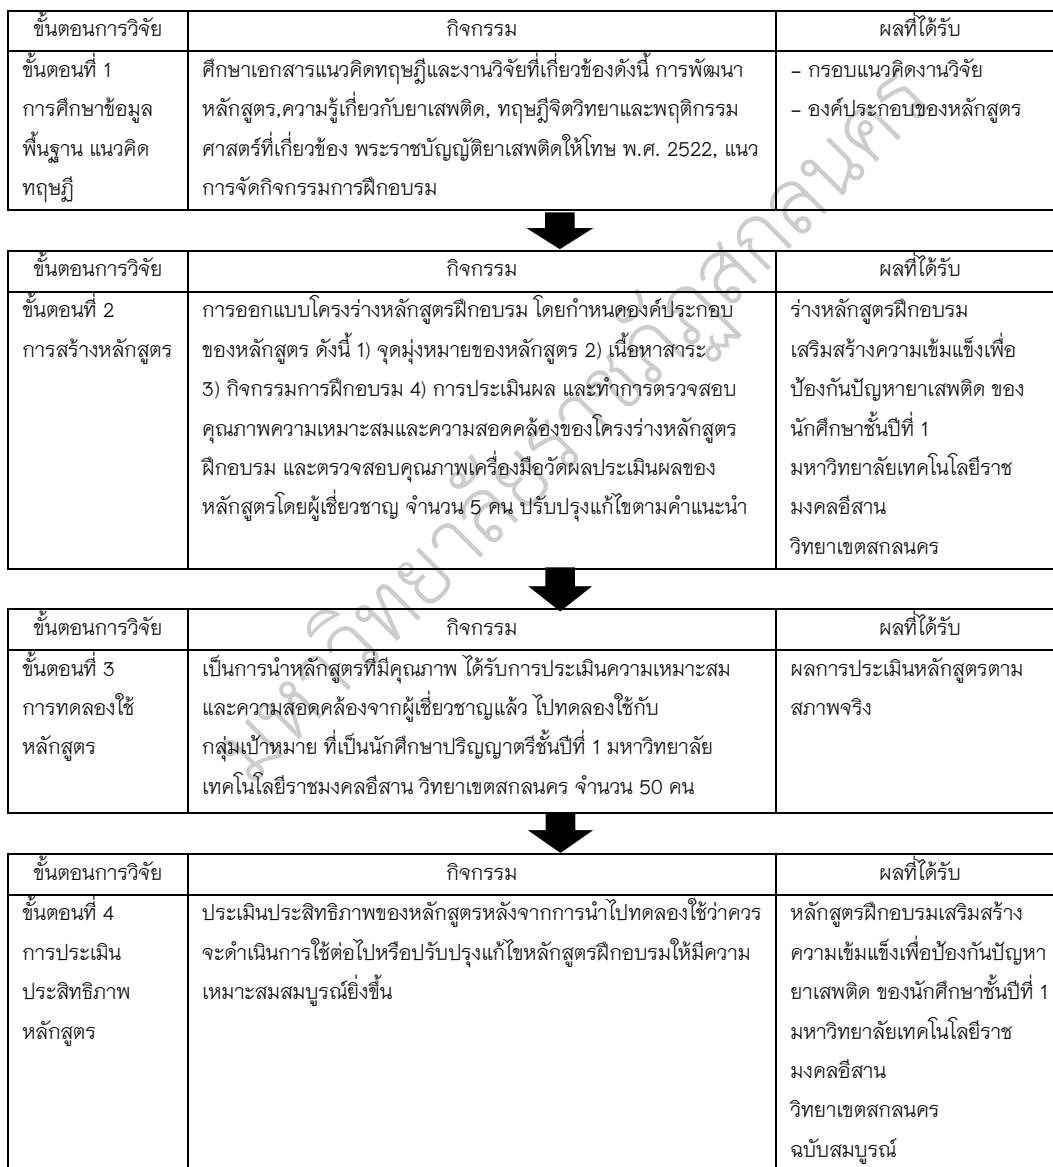 ขั้นตอนการวิจัย กิจกรรม ผลที่ได้รับ
ขั้นตอนที่ 1 ศึกษาเอกสารแนวคิดทฤษฎีและงานวิจัยที่เกี่ยวข้องดังนี้ การพัฒนา – กรอบแนวคิดงานวิจัย
การศึกษาข้อมูล หลักสูตร,ความรู้เกี่ยวกับยาเสพติด, ทฤษฎีจิตวิทยาและพฤติกรรม – องค์ประกอบของหลักสูตร
พื้นฐาน แนวคิด ศาสตร์ที่เกี่ยวข้อง พระราชบัญญัติยาเสพติดให้โทษ พ.ศ. 2522, แนว
ทฤษฎี การจัดกิจกรรมการฝึกอบรม
ขั้นตอนการวิจัย กิจกรรม ผลที่ได้รับ
ขั้นตอนที่ 2 การออกแบบโครงร่างหลักสูตรฝึกอบรม โดยกำหนดองค์ประกอบ ร่างหลักสูตรฝึกอบรม
การสร้างหลักสูตร ของหลักสูตร ดังนี้ 1) จุดมุ่งหมายของหลักสูตร 2) เนื้อหาสาระ เสริมสร้างความเข้มแข็งเพื่อ
3) กิจกรรมการฝึกอบรม 4) การประเมินผล และทำการตรวจสอบ ป้องกันปัญหายาเสพติด ของ
คุณภาพความเหมาะสมและความสอดคล้องของโครงร่างหลักสูตร นักศึกษาชั้นปีที่ 1
ฝึกอบรม และตรวจสอบคุณภาพเครื่องมือวัดผลประเมินผลของ มหาวิทยาลัยเทคโนโลยีราช
หลักสูตรโดยผู้เชี่ยวชาญ จำนวน 5 คน ปรับปรุงแก้ไขตามคำแนะนำ มงคลอีสาน
วิทยาเขตสกลนคร
ขั้นตอนการวิจัย กิจกรรม ผลที่ได้รับ
ขั้นตอนที่ 3 เป็นการนำหลักสูตรที่มีคุณภาพ ได้รับการประเมินความเหมาะสม ผลการประเมินหลักสูตรตาม
การทดลองใช้ และความสอดคล้องจากผู้เชี่ยวชาญแล้ว ไปทดลองใช้กับ สภาพจริง
หลักสูตร กลุ่มเป้าหมาย ที่เป็นนักศึกษาปริญญาตรีชั้นปีที่ 1 มหาวิทยาลัย
เทคโนโลยีราชมงคลอีสาน วิทยาเขตสกลนคร จำนวน 50 คน
ขั้นตอนการวิจัย กิจกรรม ผลที่ได้รับ
ขั้นตอนที่ 4 ประเมินประสิทธิภาพของหลักสูตรหลังจากการนำไปทดลองใช้ว่าควร หลักสูตรฝึกอบรมเสริมสร้าง
การประเมิน จะดำเนินการใช้ต่อไปหรือปรับปรุงแก้ไขหลักสูตรฝึกอบรมให้มีความ ความเข้มแข็งเพื่อป้องกันปัญหา
ประสิทธิภาพ เหมาะสมสมบูรณ์ยิ่งขึ้น ยาเสพติด ของนักศึกษาชั้นปีที่ 1
หลักสูตร มหาวิทยาลัยเทคโนโลยีราช
มงคลอีสาน
วิทยาเขตสกลนคร
ฉบับสมบูรณ์
มหาวิทยาลัยราชภัฏสกลนคร